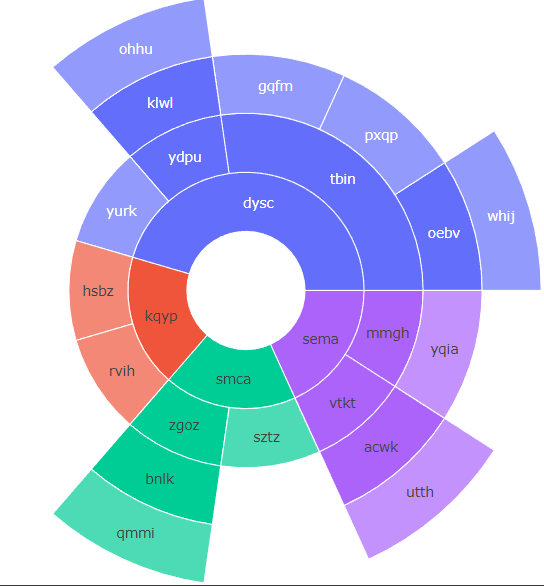 ohhu
klwl
gqfm
pxqp
ydpu
tbin
dysc
yurk
whij
oebv
hsbz
kqyp
sema
mmgh
yqia
rvih
smca
vtkt
zgoz
sztz
acwk
bnlk
utth
qmmi